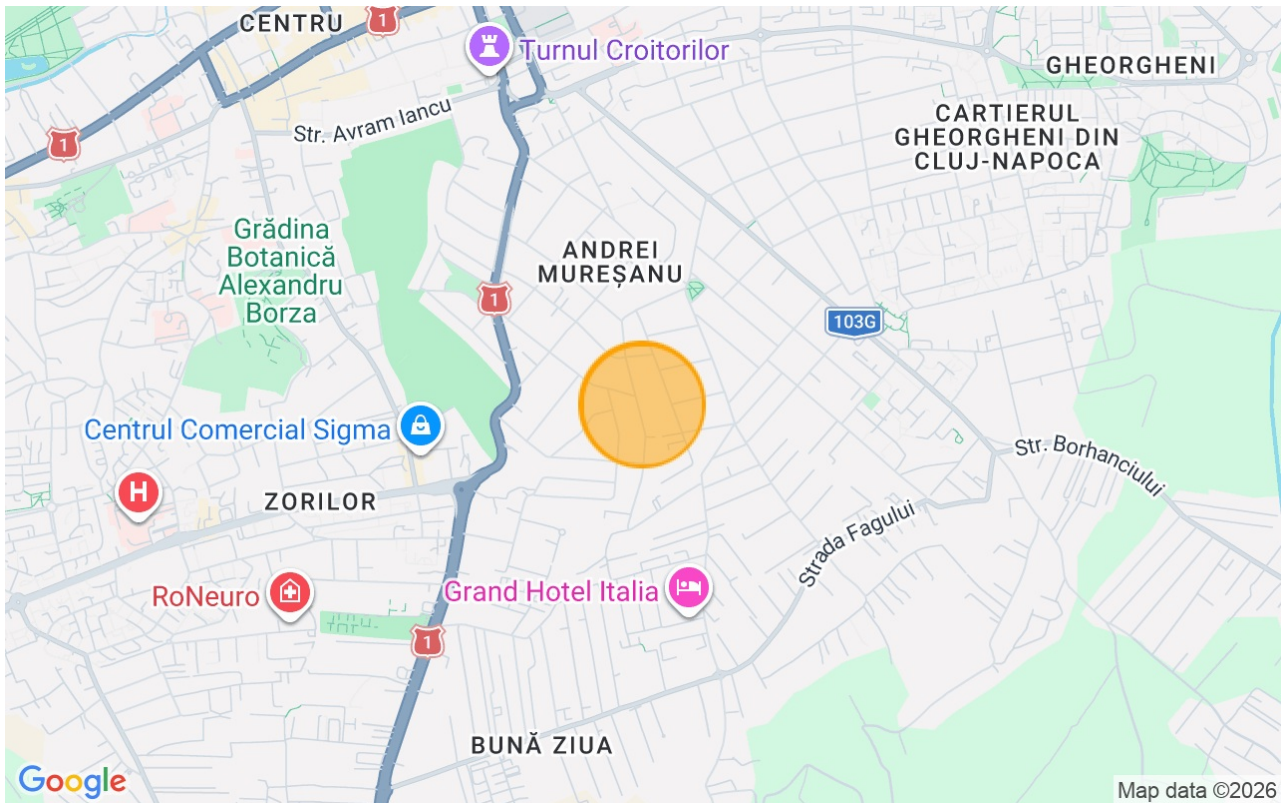 CENTRU
1
Turnul Croitorilor
GHEORGHENI
Str. Avram Iancu
1
CARTIERUL
GHEORGHENI DIN
CLUJ-NAPOCA
Grădina
Botanică
Alexandru
Borza
ANDREI
MUREȘANU
1
103G
Centrul Comercial Sigma
Str. Borhanciului
H
ZORILOR
Strada Fagului
RoNeuro
Grand Hotel Italia
1
BUNĂ ZIUA
Google
Map data ©2026